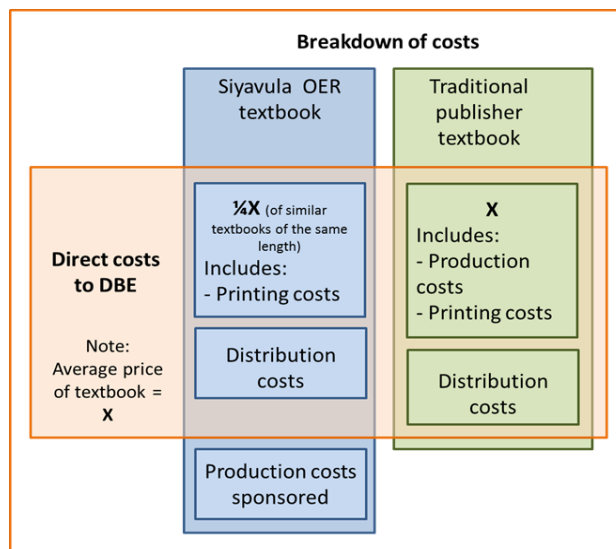 Breakdown of costs
Siyavula OER
textbook
Traditional
publisher
textbook
Direct costs
to DBE
Note:
Average price
of textbook =
X
¼X (of similar
textbooks of the same
length)
Includes:
- Printing costs
Distribution
costs
Production costs
sponsored
X
Includes:
- Production
costs
- Printing costs
Distribution
costs